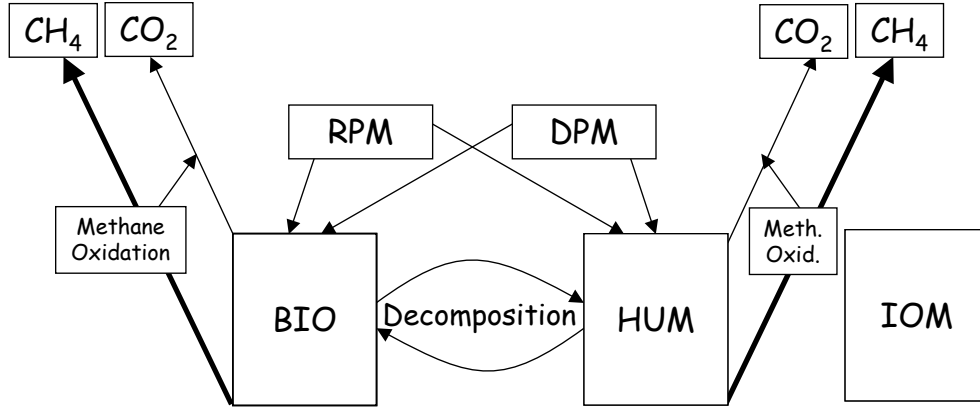 CH₄ CO₂ CO₂ CH₄
RPM DPM
Methane
Oxidation
Meth.
Oxid.
BIO Decomposition HUM IOM